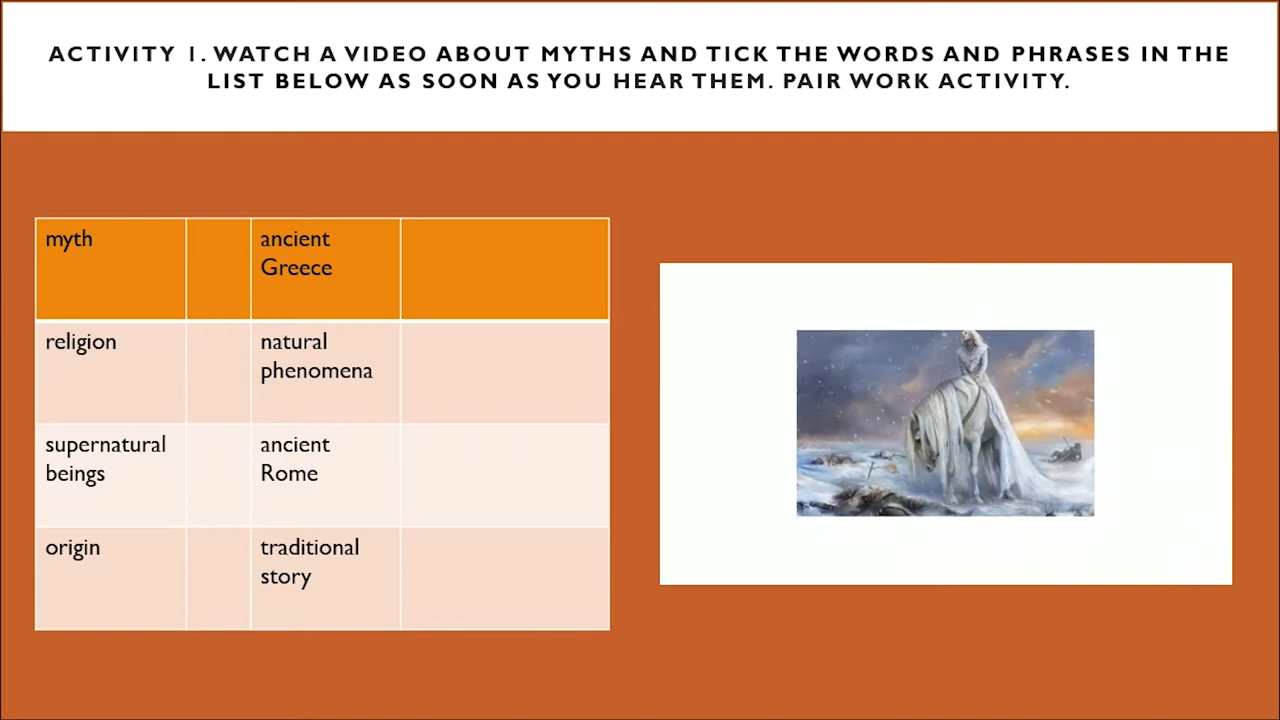 ACTIVITY 1. WATCH A VIDEO ABOUT MYTHS AND TICK THE WORDS AND PHRASES IN THE
LIST BELOW AS SOON AS YOU HEAR THEM. PAIR WORK ACTIVITY.
myth
ancient
Greece
religion
natural
phenomena
supernatural
beings
ancient
Rome
origin
traditional
story